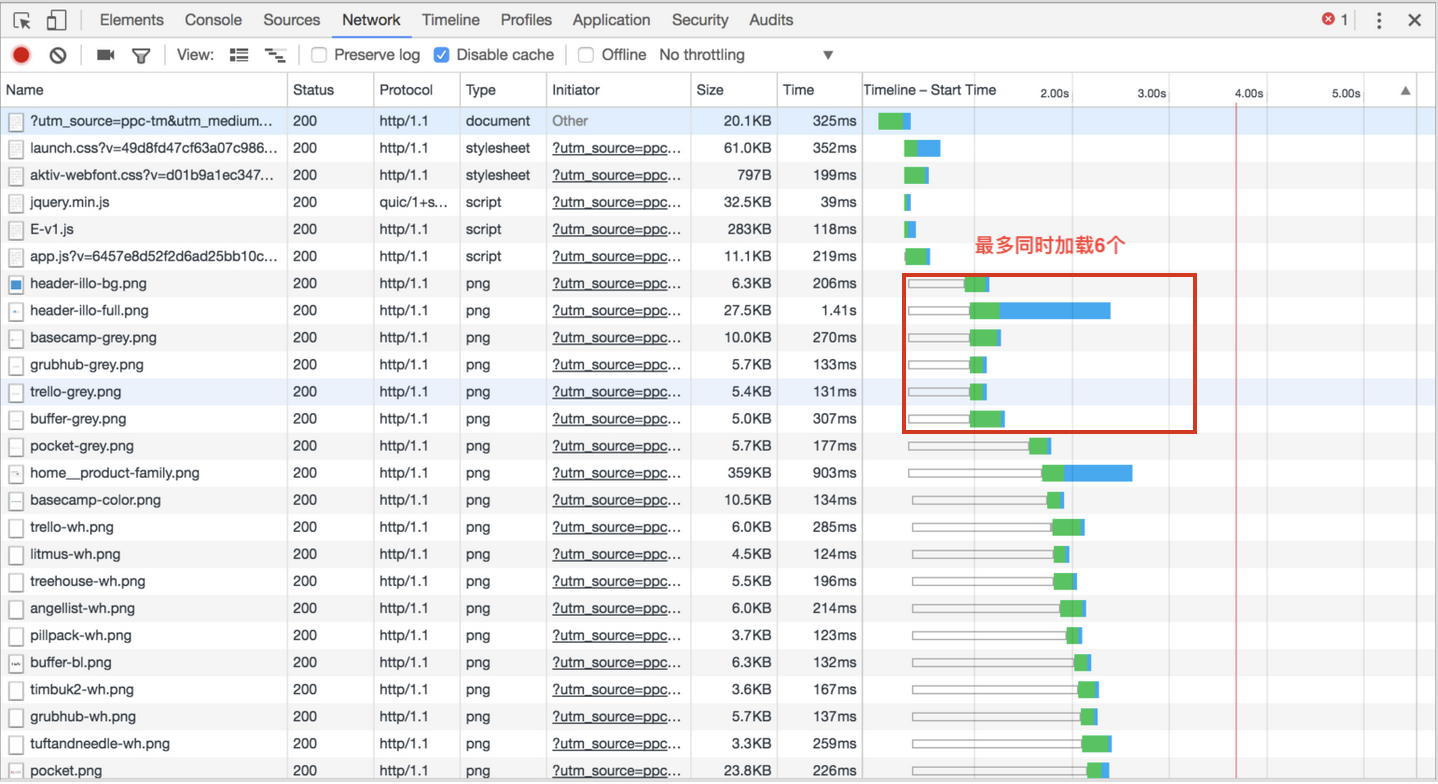 Elements Console Sources Network Timeline Profiles Application Security Audits 1
View: Preserve log Disable cache Offline No throttling
Name Status Protocol Type Initiator Size Time Timeline – Start Time 2.00s 3.00s 4.00s 5.00s
?utm_source=ppc-tm&utm_medium... 200 http/1.1 document Other 20.1KB 325ms
launch.css?v=49d8fd47cf63a07c986... 200 http/1.1 stylesheet ?utm_source=ppc... 61.0KB 352ms
aktiv-webfont.css?v=d01b9a1ec347... 200 http/1.1 stylesheet ?utm_source=ppc... 797B 199ms
jquery.min.js 200 quic/1+s... script ?utm_source=ppc... 32.5KB 39ms
E-v1.js 200 http/1.1 script ?utm_source=ppc... 283KB 118ms
app.js?v=6457e8d52f2d6ad25bb10c... 200 http/1.1 script ?utm_source=ppc... 11.1KB 219ms
最多同时加载6个
header-illo-bg.png 200 http/1.1 png ?utm_source=ppc... 6.3KB 206ms
header-illo-full.png 200 http/1.1 png ?utm_source=ppc... 27.5KB 1.41s
basecamp-grey.png 200 http/1.1 png ?utm_source=ppc... 10.0KB 270ms
grubhub-grey.png 200 http/1.1 png ?utm_source=ppc... 5.7KB 133ms
trello-grey.png 200 http/1.1 png ?utm_source=ppc... 5.4KB 131ms
buffer-grey.png 200 http/1.1 png ?utm_source=ppc... 5.0KB 307ms
pocket-grey.png 200 http/1.1 png ?utm_source=ppc... 5.7KB 177ms
home__product-family.png 200 http/1.1 png ?utm_source=ppc... 359KB 903ms
basecamp-color.png 200 http/1.1 png ?utm_source=ppc... 10.5KB 134ms
trello-wh.png 200 http/1.1 png ?utm_source=ppc... 6.0KB 285ms
litmus-wh.png 200 http/1.1 png ?utm_source=ppc... 4.5KB 124ms
treehouse-wh.png 200 http/1.1 png ?utm_source=ppc... 5.5KB 196ms
angellist-wh.png 200 http/1.1 png ?utm_source=ppc... 6.0KB 214ms
pillpack-wh.png 200 http/1.1 png ?utm_source=ppc... 3.7KB 123ms
buffer-bl.png 200 http/1.1 png ?utm_source=ppc... 6.3KB 132ms
timbuk2-wh.png 200 http/1.1 png ?utm_source=ppc... 3.6KB 167ms
grubhub-wh.png 200 http/1.1 png ?utm_source=ppc... 5.7KB 137ms
tuftandneedle-wh.png 200 http/1.1 png ?utm_source=ppc... 3.3KB 259ms
pocket.png 200 http/1.1 png ?utm_source=ppc... 23.8KB 226ms